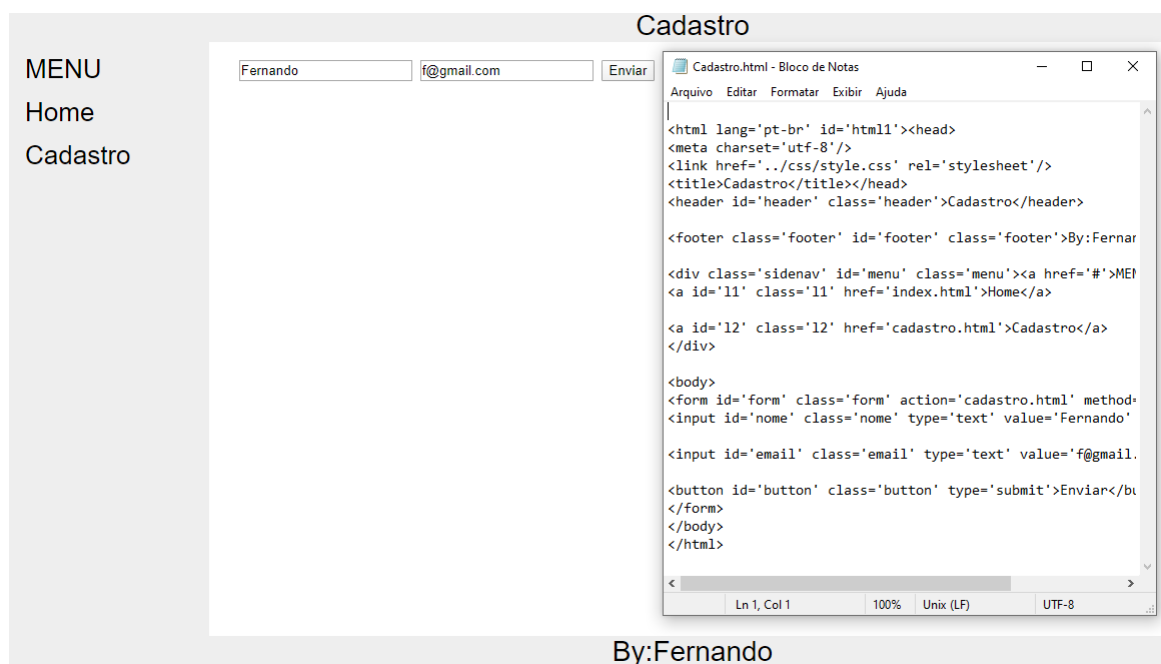 Cadastro
MENU
Home
Cadastro
Fernando
f@gmail.com
Enviar
Cadastro.html - Bloco de Notas
Arquivo Editar Formatar Exibir Ajuda
<html lang='pt-br' id='html1'><head>
<meta charset='utf-8'/>
<link href='../css/style.css' rel='stylesheet'/>
<title>Cadastro</title></head>
<header id='header' class='header'>Cadastro</header>
<footer class='footer' id='footer' class='footer'>By:Fernar
<div class='sidenav' id='menu' class='menu'><a href='#'>MEN
<a id='l1' class='l1' href='index.html'>Home</a>
<a id='l2' class='l2' href='cadastro.html'>Cadastro</a>
</div>
<body>
<form id='form' class='form' action='cadastro.html' method=
<input id='nome' class='nome' type='text' value='Fernando'
<input id='email' class='email' type='text' value='f@gmail.
<button id='button' class='button' type='submit'>Enviar</bu
</form>
</body>
</html>
Ln 1, Col 1 100% Unix (LF) UTF-8
By:Fernando